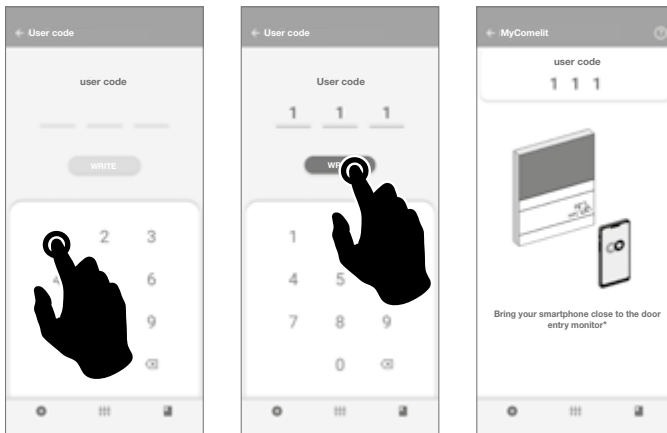 ← User code
user code
WRITE
2 3
4 6
9
← User code
User code
1 1 1
WR
1
4 5
7 8 9
0
← MyComelit
user code
1 1 1
Bring your smartphone close to the door
entry monitor*